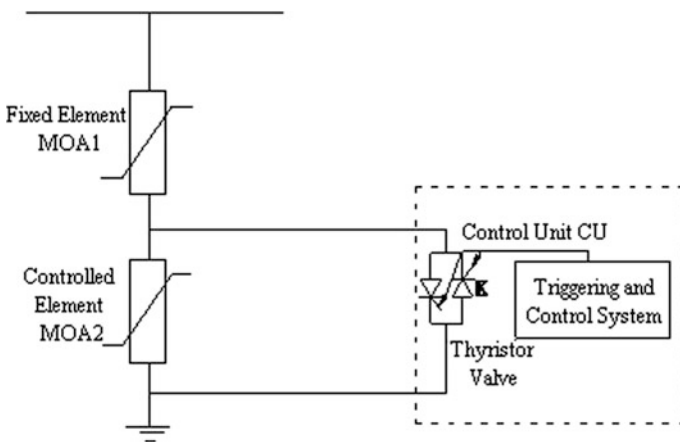 Fixed Element
MOA1
Control Unit CU
Controlled
Element
MOA2
Triggering and
Control System
K
Thyristor
Valve